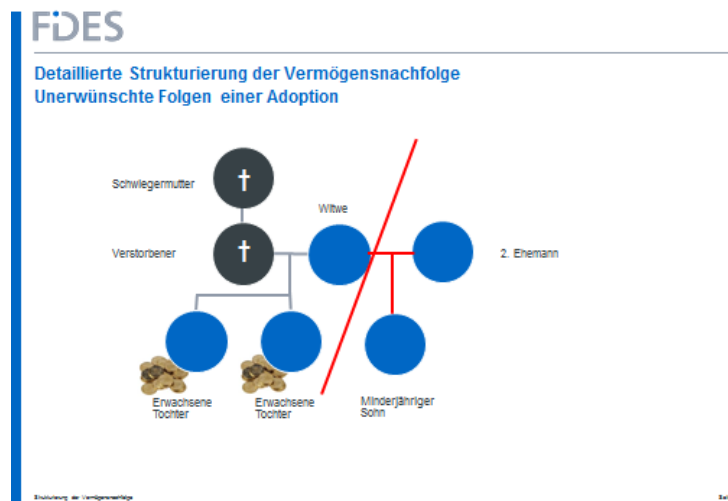 FIDES
Detaillierte Strukturierung der Vermögensnachfolge
Unerwünschte Folgen einer Adoption
Schwiegermutter
Witwe
Verstorbener
2. Ehemann
Erwachsene
Tochter
Erwachsene
Tochter
Minderjähriger
Sohn
Strukturierung der Vermögensnachfolge